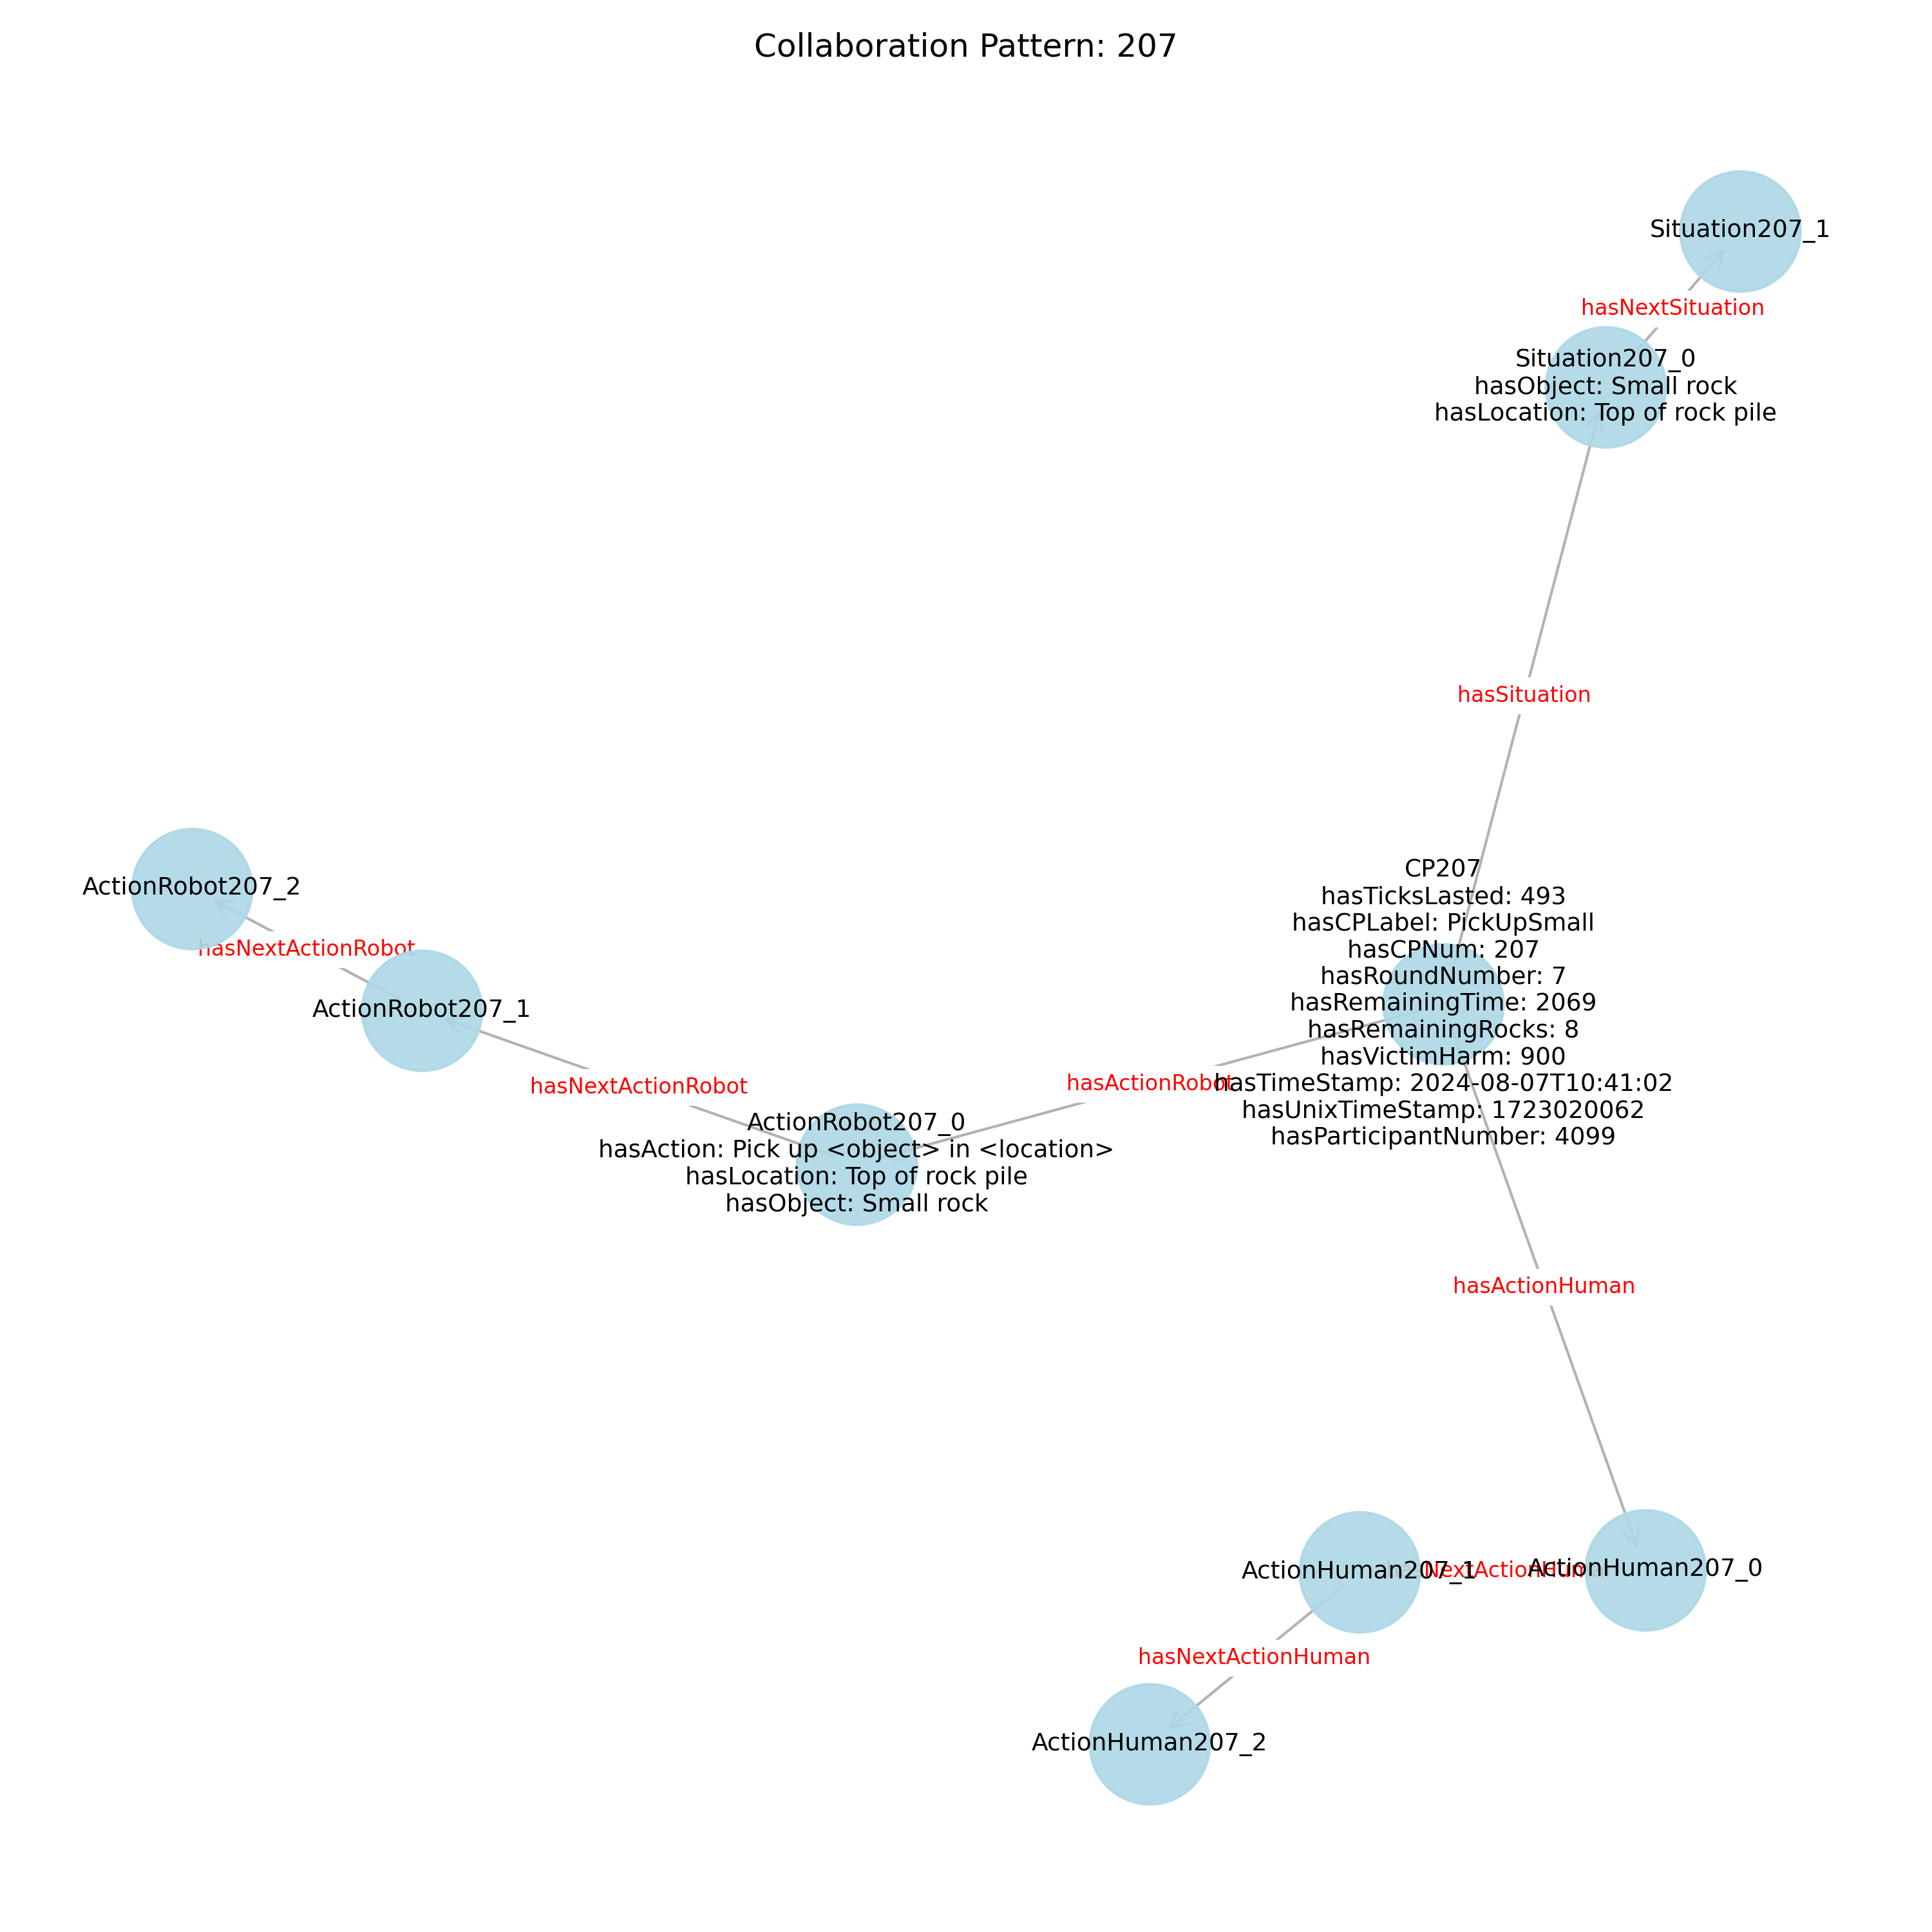 Collaboration Pattern: 207
Situation207_1
hasNextSituation
Situation207_0
hasObject: Small rock
hasLocation: Top of rock pile
hasSituation
CP207
hasTicksLasted: 493
hasCPLabel: PickUpSmall
hasCPNum: 207
hasRoundNumber: 7
hasRemainingTime: 2069
hasRemainingRocks: 8
hasVictimHarm: 900
hasTimeStamp: 2024-08-07T10:41:02
hasUnixTimeStamp: 1723020062
hasParticipantNumber: 4099
ActionRobot207_2
hasNextActionRobot
ActionRobot207_1
hasNextActionRobot
hasActionRobot
ActionRobot207_0
hasAction: Pick up <object> in <location>
hasLocation: Top of rock pile
hasObject: Small rock
hasActionHuman
ActionHuman207_1
ActionHuman207_0
hasNextActionHuman
ActionHuman207_2